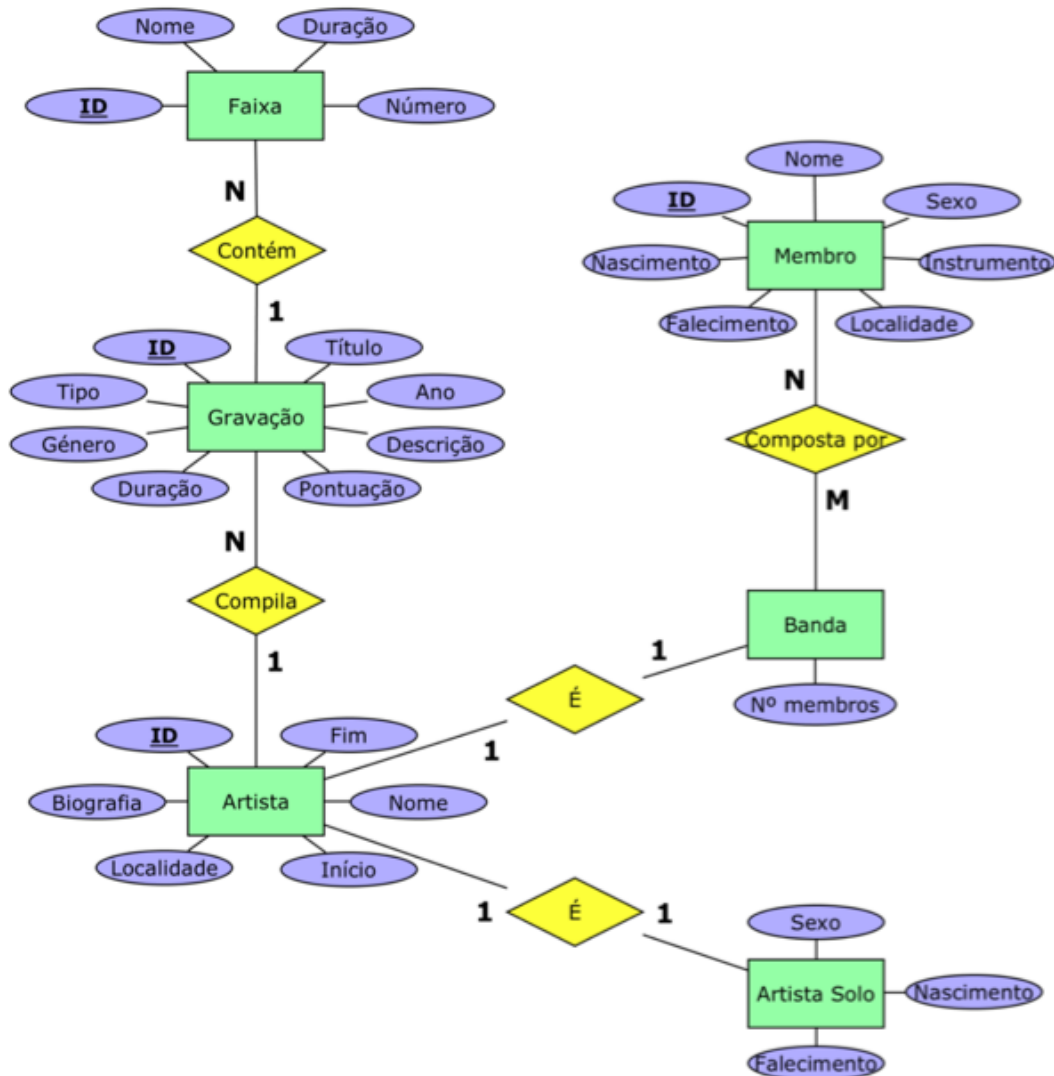 Nome
Duração
ID
Faixa
Número
N
Contém
1
ID
Título
Tipo
Ano
Gravação
Género
Descrição
Duração
Pontuação
N
Compila
1
ID
Fim
Biografia
Artista
Nome
Localidade
Início
Nome
ID
Sexo
Nascimento
Membro
Instrumento
Falecimento
Localidade
N
Composta por
M
Banda
Nº membros
1
É
1
1
É
1
Sexo
Artista Solo
Nascimento
Falecimento